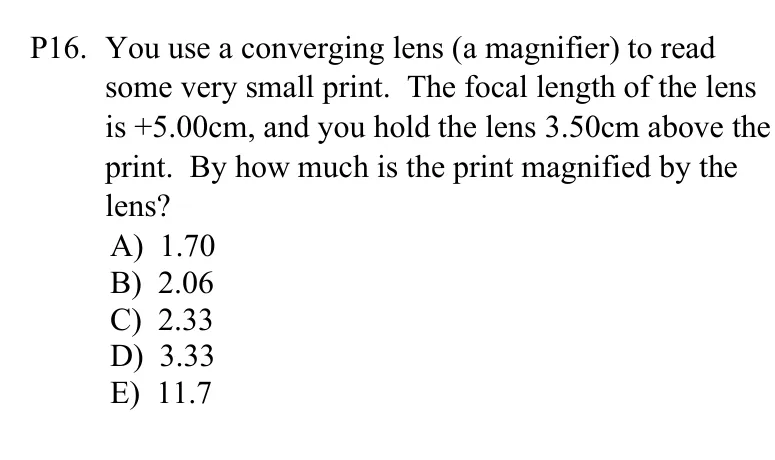 P16. You use a converging lens (a magnifier) to read
some very small print. The focal length of the lens
is +5.00cm, and you hold the lens 3.50cm above the
print. By how much is the print magnified by the
lens?
A) 1.70
B) 2.06
C) 2.33
D) 3.33
E) 11.7